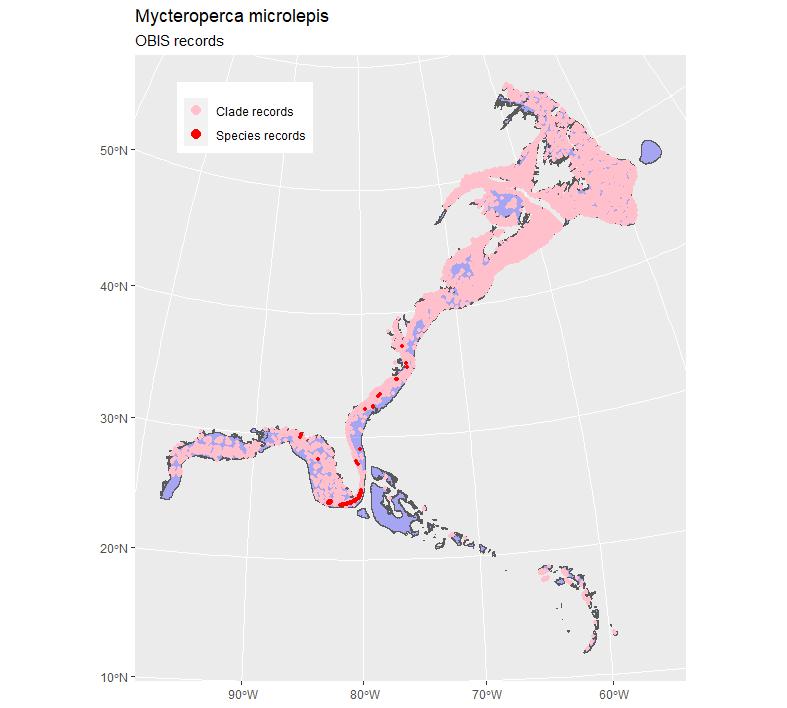 Mycteroperca microlepis
OBIS records
Clade records
Species records
50°N
40°N
30°N
20°N
10°N
90°W
80°W
70°W
60°W